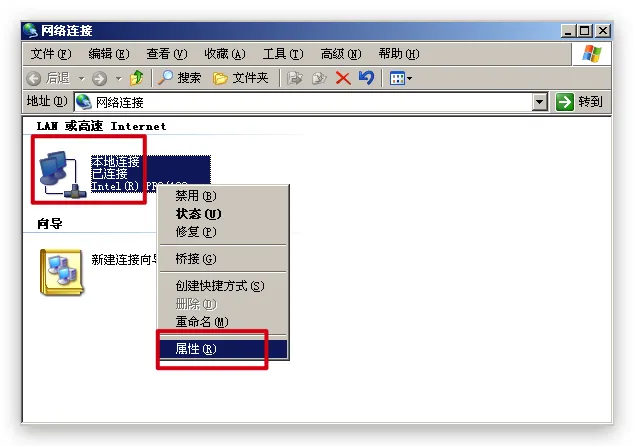 网络连接
文件(F) 编辑(E) 查看(V) 收藏(A) 工具(T) 高级(N) 帮助(H)
后退 搜索 文件夹
地址(D) 网络连接 转到
LAN 或高速 Internet
本地连接
已连接
Intel(R)
禁用(B)
状态(U)
修复(P)
向导
桥接(G)
新建连接向
创建快捷方式(S)
删除(D)
重命名(M)
属性(R)